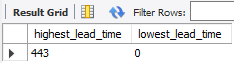 Result Grid Filter Rows:
highest_lead_time lowest_lead_time
443 0